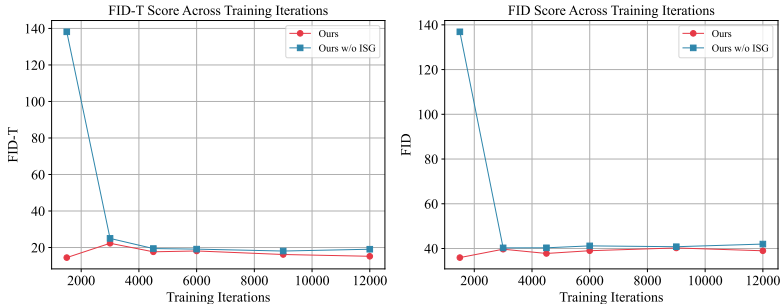 FID-T Score Across Training Iterations
Ours
Ours w/o ISG
140
120
100
80
60
40
20
FID-T
2000 4000 6000 8000 10000 12000
Training Iterations
FID Score Across Training Iterations
Ours
Ours w/o ISG
140
120
100
80
60
40
FID
2000 4000 6000 8000 10000 12000
Training Iterations